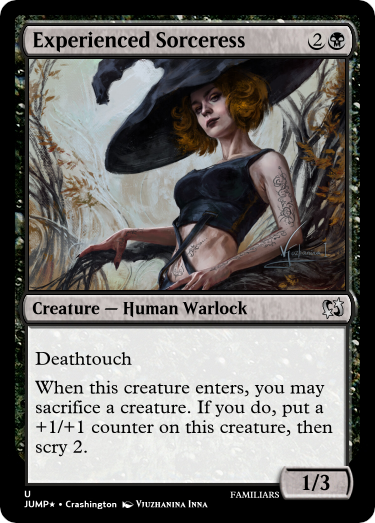 Experienced Sorceress 2
Creature — Human Warlock
Deathtouch
When this creature enters, you may
sacrifice a creature. If you do, put a
+1/+1 counter on this creature, then
scry 2.
1/3
U
JUMP★ • Crashington Viuzhanina Inna
FAMILIARS